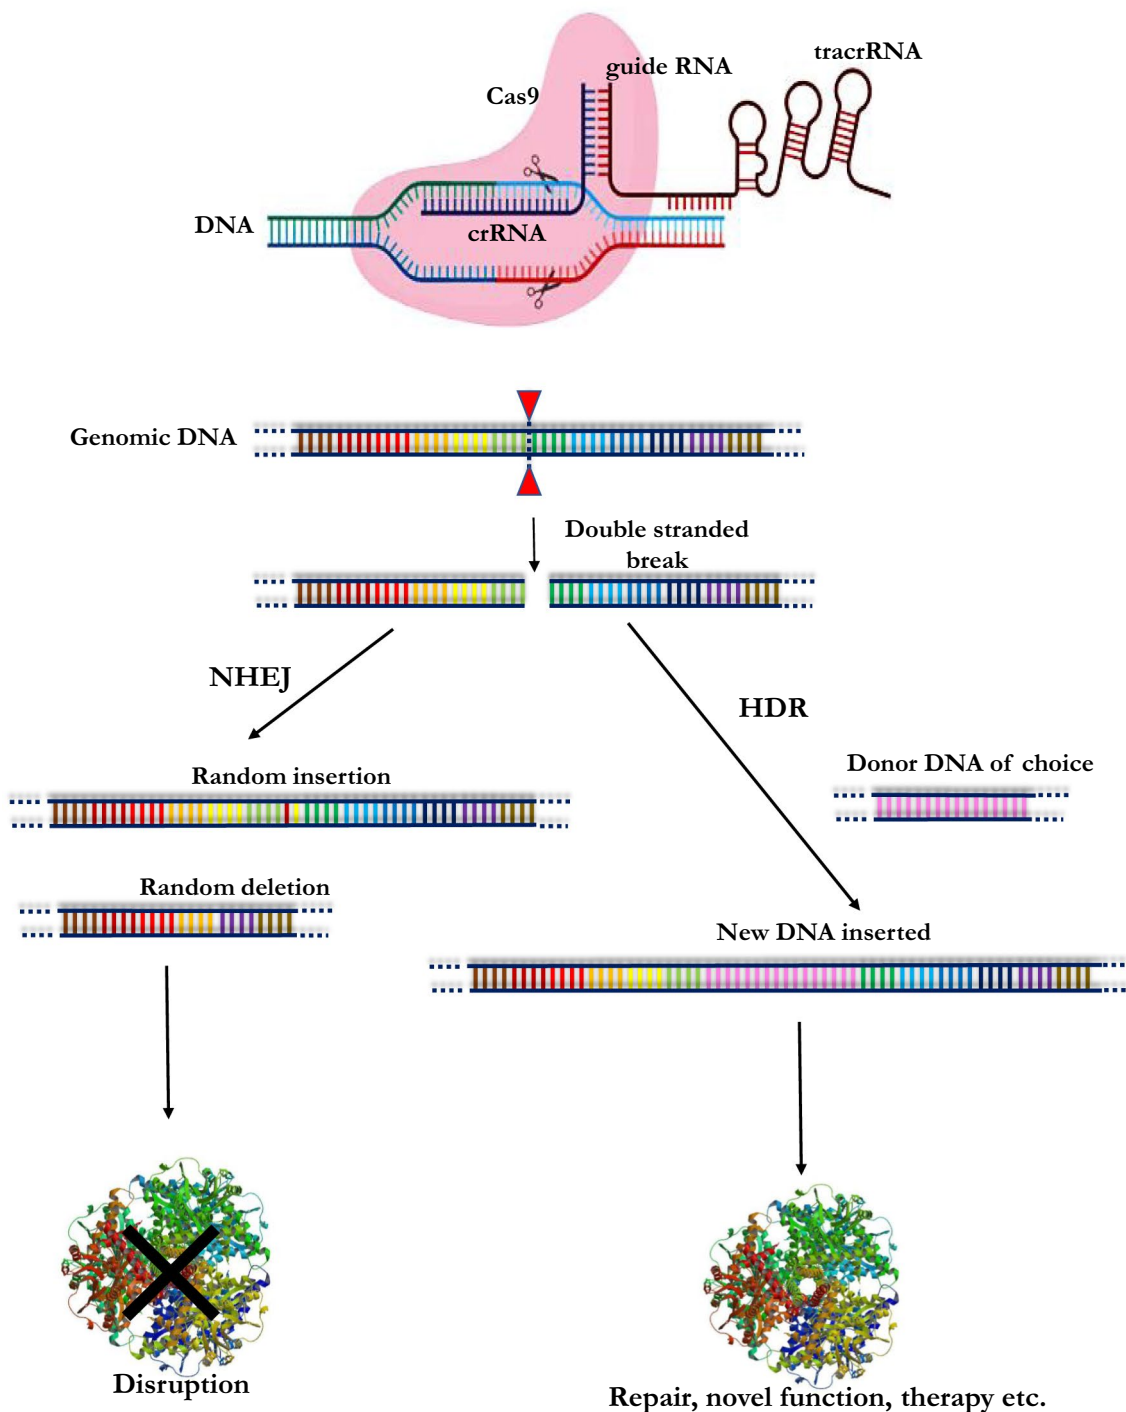 tracrRNA
guide RNA
Cas9
DNA
crRNA
Genomic DNA
Double stranded
break
NHEJ
HDR
Donor DNA of choice
Random insertion
Random deletion
New DNA inserted
Disruption
Repair, novel function, therapy etc.